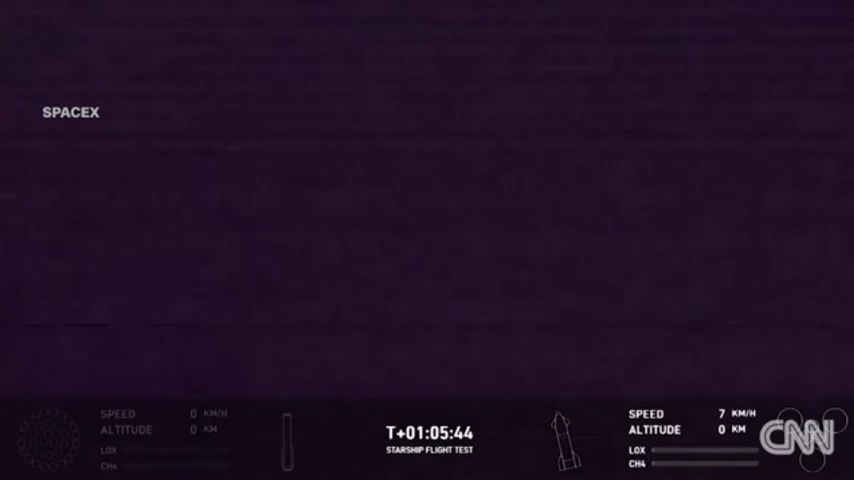 SPACEX
SPEED 0 KM/H
ALTITUDE 0 KM
LOX
CH4
T+01:05:44
STARSHIP FLIGHT TEST
SPEED 7 KM/H
ALTITUDE 0 KM
LOX
CH4
CNN